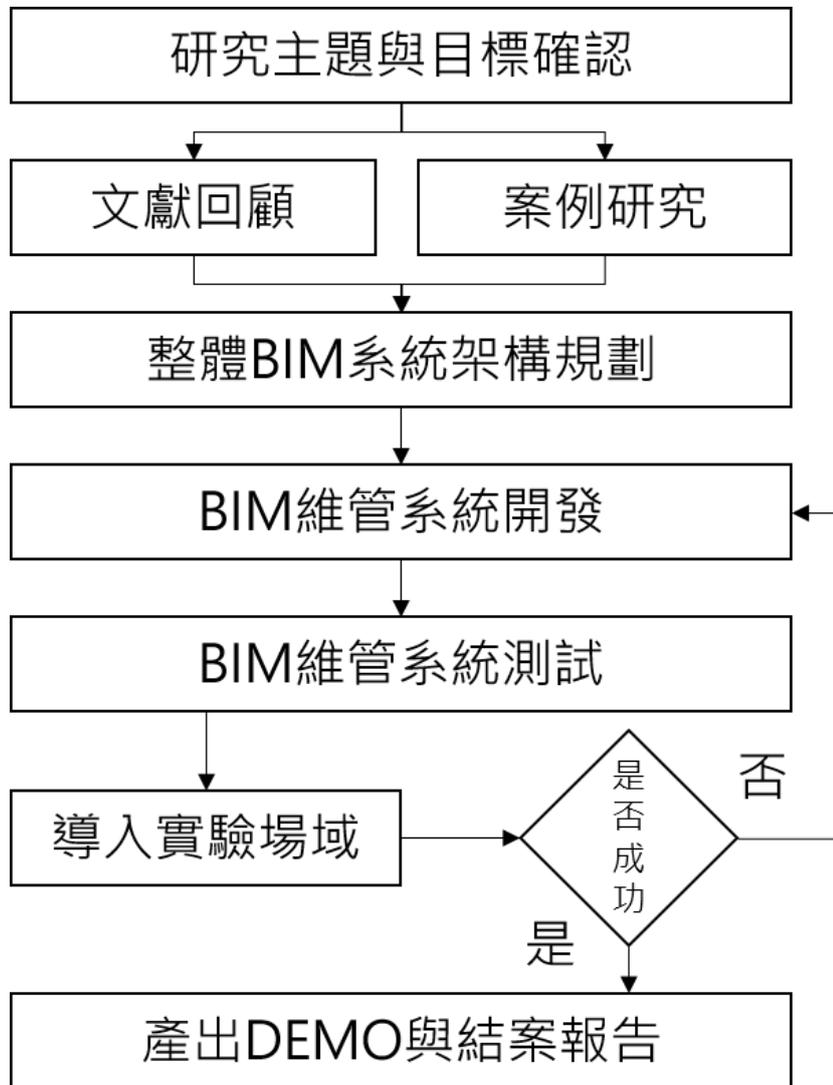 研究主題與目標確認
文獻回顧
案例研究
整體BIM系統架構規劃
BIM維管系統開發
BIM維管系統測試
導入實驗場域
是否成功
否
是
產出DEMO與結案報告